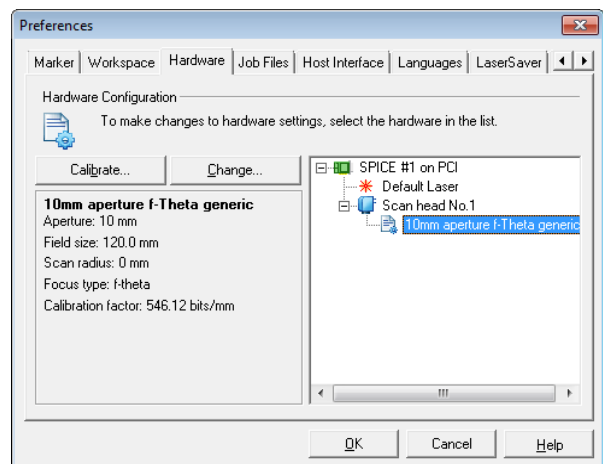 Preferences
Marker Workspace Hardware Job Files Host Interface Languages LaserSaver
Hardware Configuration
To make changes to hardware settings, select the hardware in the list.
Calibrate... Change...
10mm aperture f-Theta generic
Aperture: 10 mm
Field size: 120.0 mm
Scan radius: 0 mm
Focus type: f-theta
Calibration factor: 546.12 bits/mm
SPICE #1 on PCI
Default Laser
Scan head No.1
10mm aperture f-Theta generic
OK Cancel Help